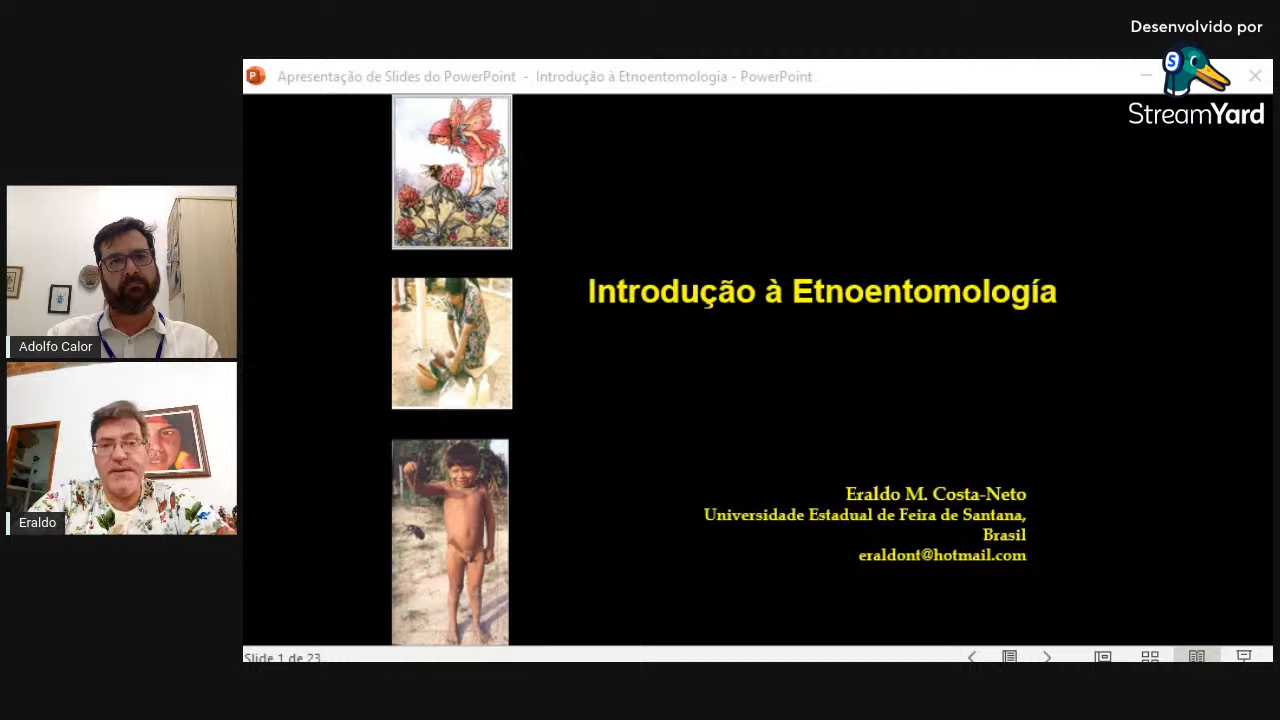 Desenvolvido por
StreamYard
Apresentação de Slides do PowerPoint - Introdução à Etnoentomologia - PowerPoint
Introdução à Etnoentomología
Adolfo Calor
Eraldo M. Costa-Neto
Universidade Estadual de Feira de Santana,
Brasil
eraldont@hotmail.com
Eraldo
Slide 1 de 23